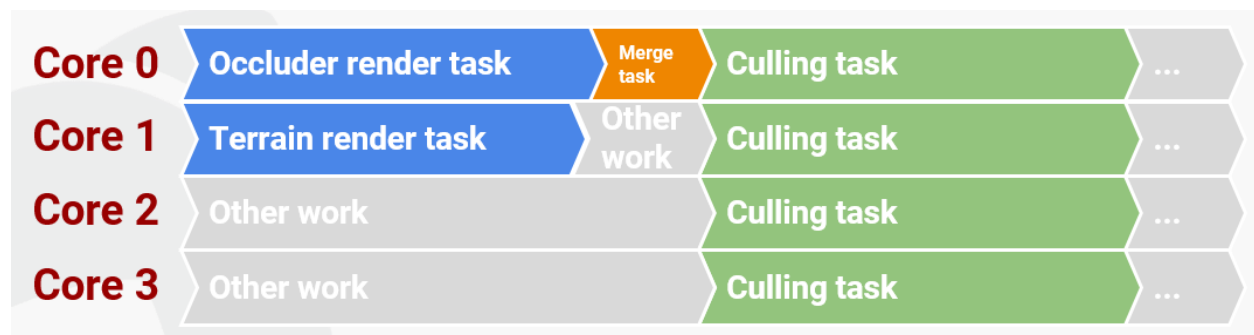 Core 0
Occluder render task
Merge
task
Culling task
...
Core 1
Terrain render task
Other
work
Culling task
...
Core 2
Other work
Culling task
...
Core 3
Other work
Culling task
...